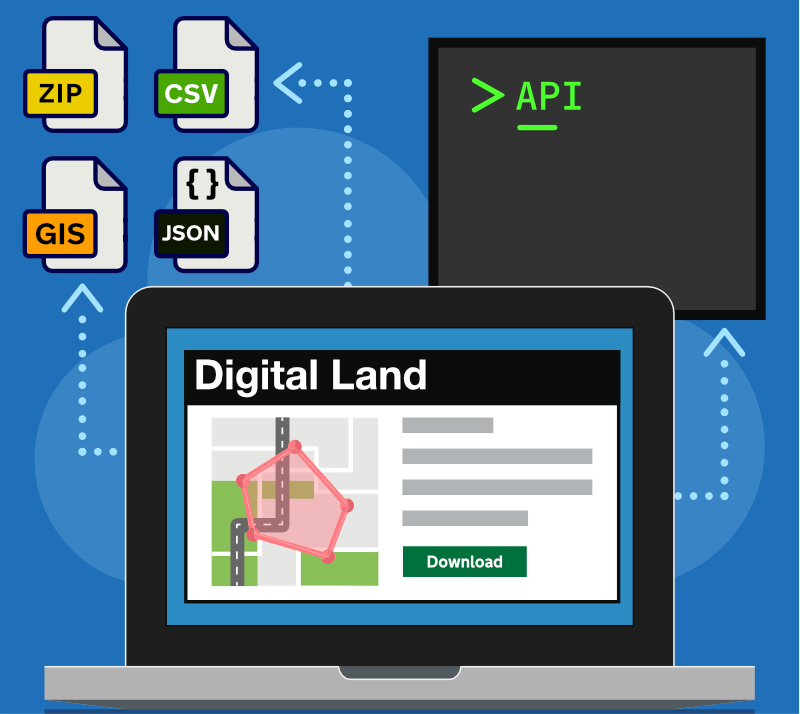 ZIP
CSV
> API
GIS
{ }
JSON
Digital Land
Download